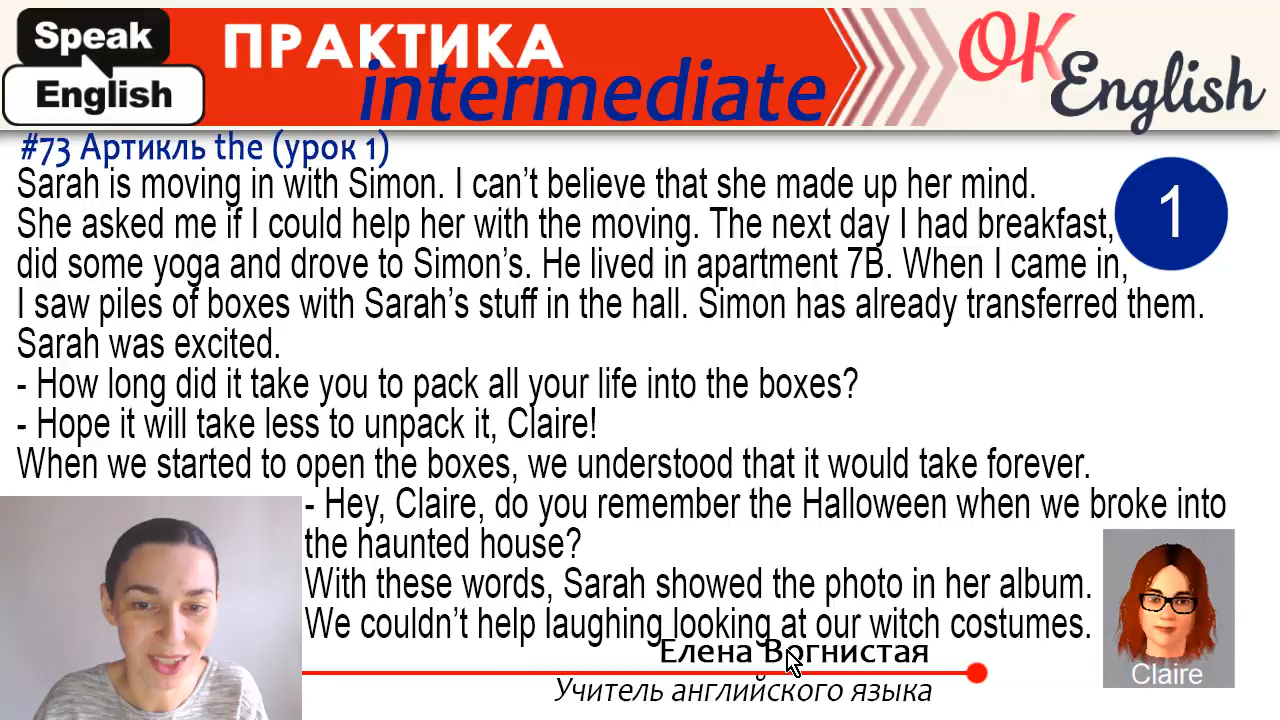 Speak
English
ПРАКТИКА
intermediate
OK
English
#73 Артикль the (урок 1)
1
Sarah is moving in with Simon. I can't believe that she made up her mind.
She asked me if I could help her with the moving. The next day I had breakfast,
did some yoga and drove to Simon's. He lived in apartment 7B. When I came in,
I saw piles of boxes with Sarah's stuff in the hall. Simon has already transferred them.
Sarah was excited.
- How long did it take you to pack all your life into the boxes?
- Hope it will take less to unpack it, Claire!
When we started to open the boxes, we understood that it would take forever.
- Hey, Claire, do you remember the Halloween when we broke into
the haunted house?
With these words, Sarah showed the photo in her album.
We couldn't help laughing looking at our witch costumes.
Елена Вогнистая
Учитель английского языка
Claire